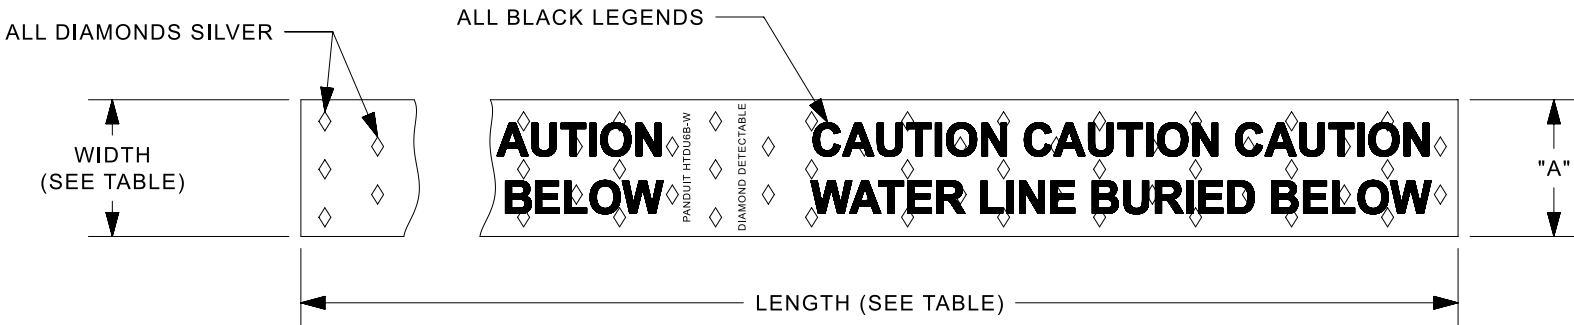 ALL BLACK LEGENDS
ALL DIAMONDS SILVER
WIDTH
(SEE TABLE)
AUTION
BELOW
PANDUIT HTDU6B-W
DIAMOND DETECTABLE
CAUTION CAUTION CAUTION
WATER LINE BURIED BELOW
"A"
LENGTH (SEE TABLE)